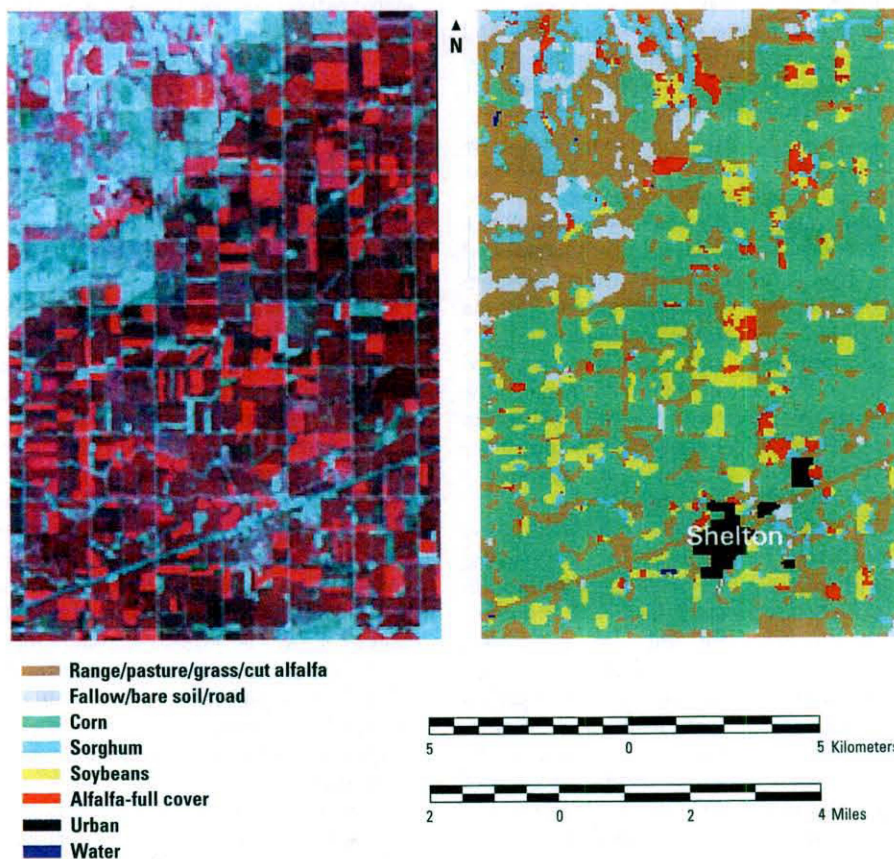 N
Shelton
Range/pasture/grass/cut alfalfa
Fallow/bare soil/road
Corn
Sorghum
Soybeans
Alfalfa-full cover
Urban
Water
5 0 5 Kilometers
2 0 2 4 Miles